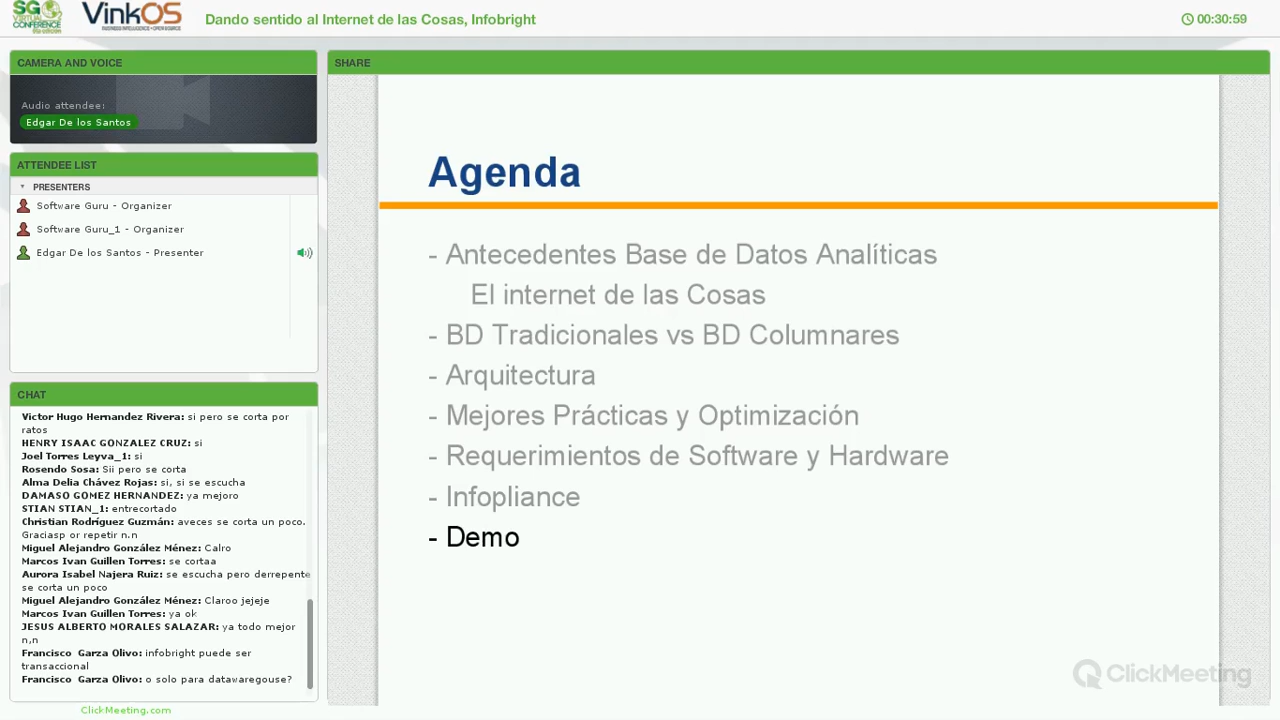 SG
VIRTUAL
CONFERENCE
VinkOS
Dando sentido al Internet de las Cosas, Infobright
00:30:59
CAMERA AND VOICE
Audio attendee:
Edgar De los Santos
ATTENDEE LIST
PRESENTERS
Software Guru - Organizer
Software Guru_1 - Organizer
Edgar De los Santos - Presenter
CHAT
Victor Hugo Hernandez Rivera: si pero se corta por
ratos
HENRY ISAAC GONZALEZ CRUZ: si
Joel Torres Leyva_1: si
Rosendo Sosa: Sii pero se corta
Alma Delia Chávez Rojas: si, si se escucha
DAMASO GOMEZ HERNANDEZ: ya mejoro
STIAN STIAN_1: entrecortado
Christian Rodríguez Guzmán: aveces se corta un poco.
Graciasp or repetir n.n
Miguel Alejandro González Ménez: Calro
Marcos Ivan Guillen Torres: se cortaa
Aurora Isabel Najera Ruiz: se escucha pero derrepente
se corta un poco
Miguel Alejandro González Ménez: Claroo jejeje
Marcos Ivan Guillen Torres: ya ok
JESUS ALBERTO MORALES SALAZAR: ya todo mejor
n,n
Francisco Garza Olivo: infobright puede ser
transaccional
Francisco Garza Olivo: o solo para datawaregouse?
ClickMeeting.com
SHARE
Agenda
- Antecedentes Base de Datos Analíticas
El internet de las Cosas
- BD Tradicionales vs BD Columnares
- Arquitectura
- Mejores Prácticas y Optimización
- Requerimientos de Software y Hardware
- Infopliance
- Demo
ClickMeeting